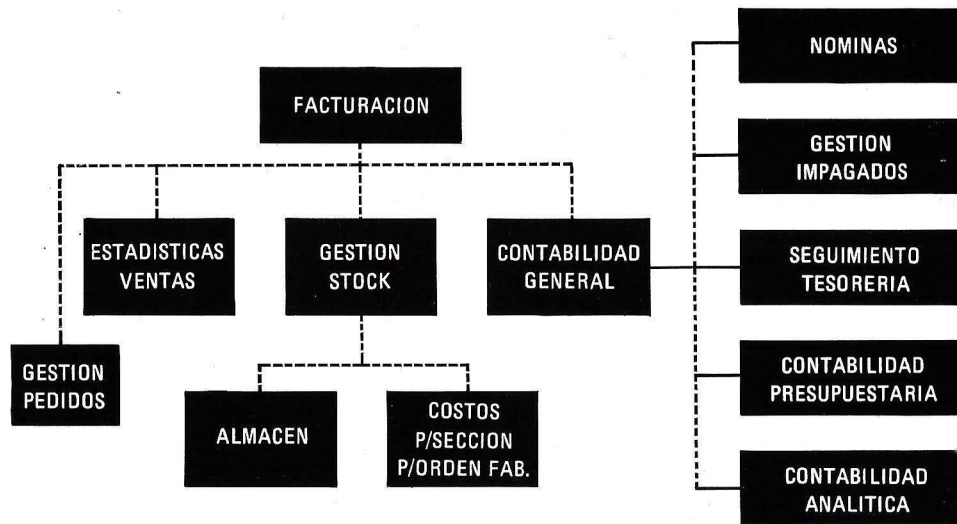 FACTURACION
ESTADISTICAS
VENTAS
GESTION
STOCK
CONTABILIDAD
GENERAL
GESTION
PEDIDOS
ALMACEN
COSTOS
P/SECCION
P/ORDEN FAB.
NOMINAS
GESTION
IMPAGADOS
SEGUIMIENTO
TESORERIA
CONTABILIDAD
PRESUPUESTARIA
CONTABILIDAD
ANALITICA